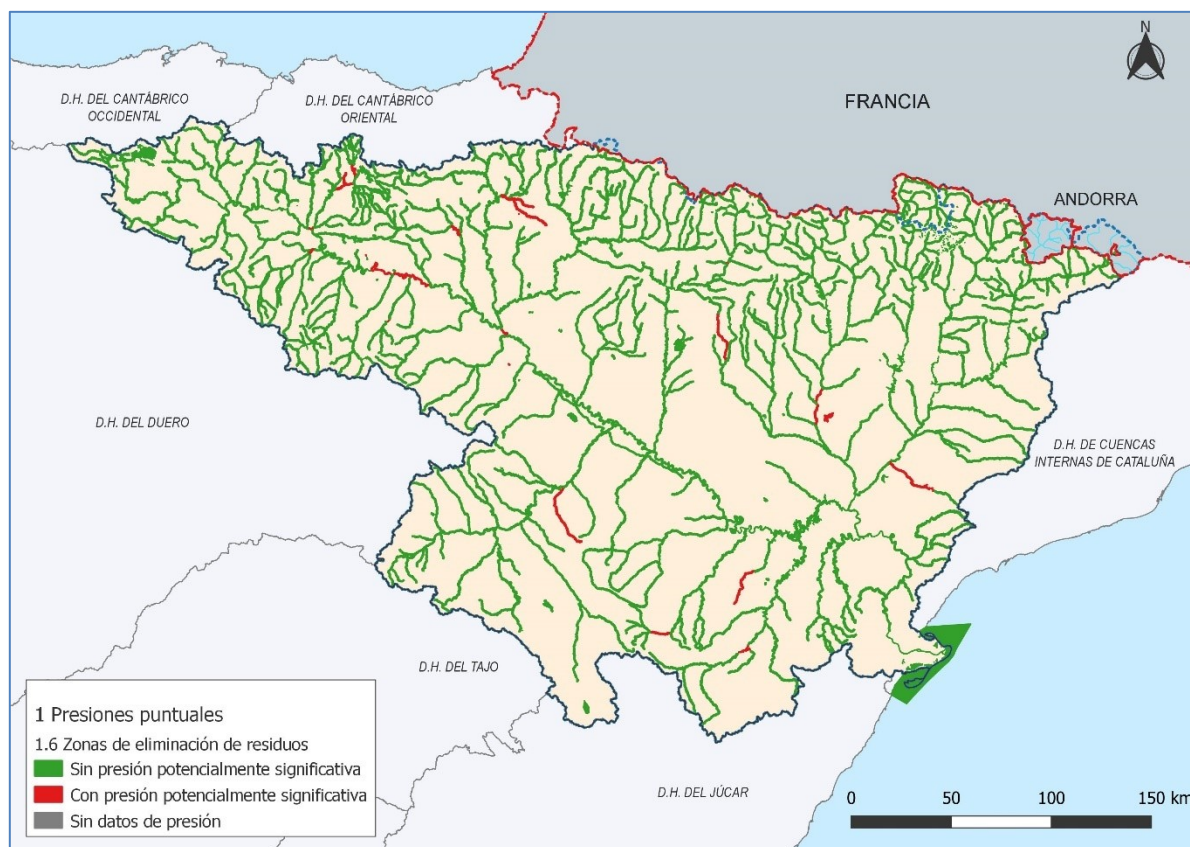 N
D.H. DEL CANTÁBRICO
OCCIDENTAL
D.H. DEL CANTÁBRICO
ORIENTAL
FRANCIA
ANDORRA
D.H. DEL DUERO
D.H. DE CUENCAS
INTERNAS DE CATALUÑA
D.H. DEL TAJO
D.H. DEL JÚCAR
1 Presiones puntuales
1.6 Zonas de eliminación de residuos
Sin presión potencialmente significativa
Con presión potencialmente significativa
Sin datos de presión
0 50 100 150 km